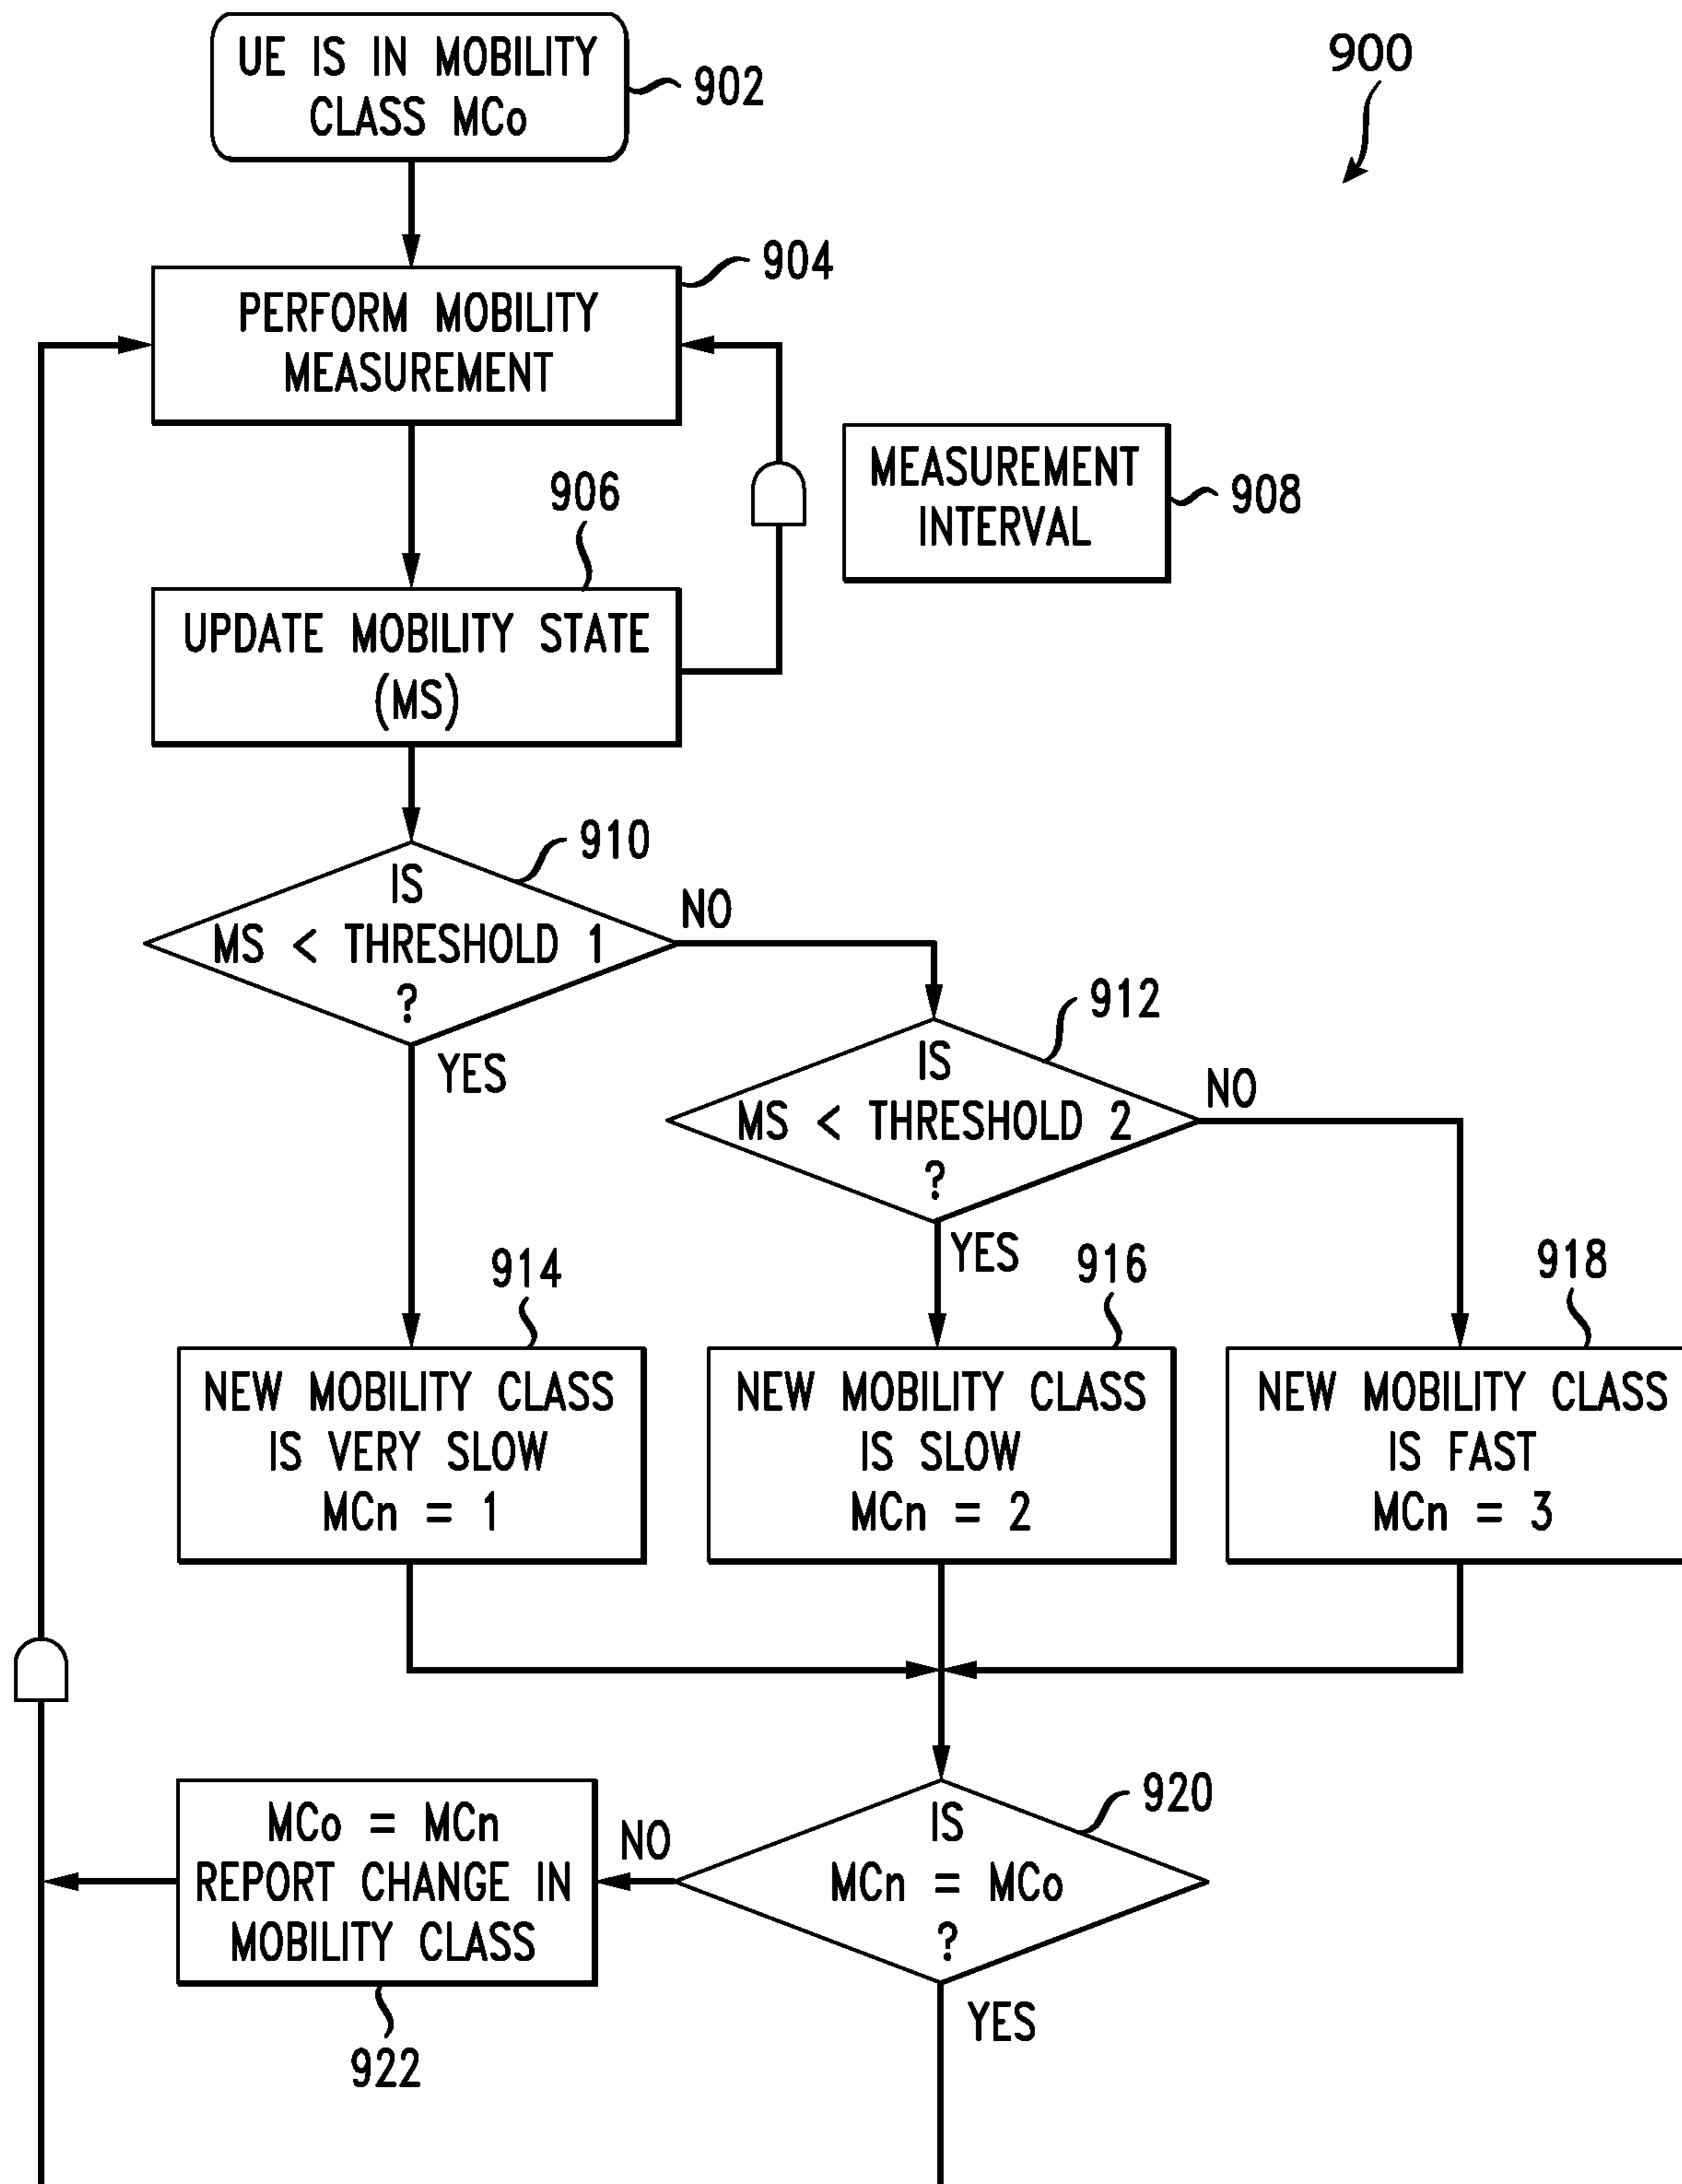 UE IS IN MOBILITY
CLASS MCo
902
900
904
PERFORM MOBILITY
MEASUREMENT
MEASUREMENT
INTERVAL
908
906
UPDATE MOBILITY STATE
(MS)
910
IS
MS < THRESHOLD 1
?
NO
YES
912
IS
MS < THRESHOLD 2
?
NO
YES
914
NEW MOBILITY CLASS
IS VERY SLOW
MCn = 1
916
NEW MOBILITY CLASS
IS SLOW
MCn = 2
918
NEW MOBILITY CLASS
IS FAST
MCn = 3
920
IS
MCn = MCo
?
NO
YES
MCo = MCn
REPORT CHANGE IN
MOBILITY CLASS
922